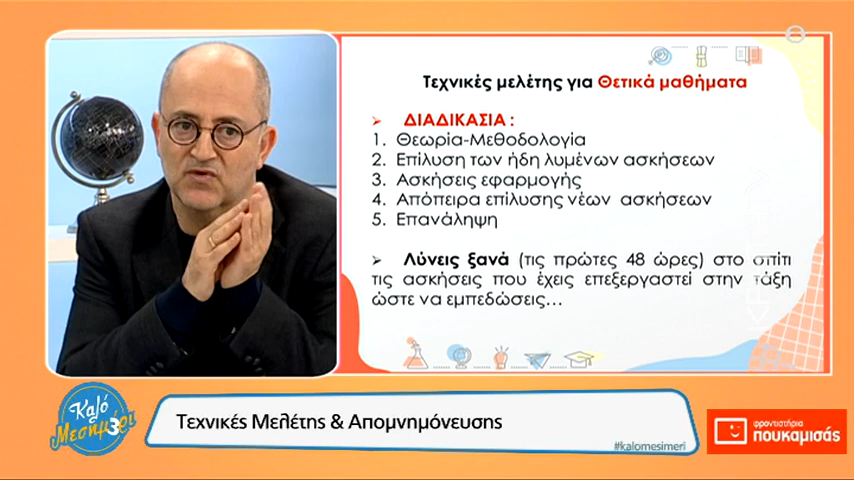 Τεχνικές μελέτης για Θετικά μαθήματα
➢ ΔΙΑΔΙΚΑΣΙΑ :
1. Θεωρία-Μεθοδολογία
2. Επίλυση των ήδη λυμένων ασκήσεων
3. Ασκήσεις εφαρμογής
4. Απόπειρα επίλυσης νέων ασκήσεων
5. Επανάληψη
➢ Λύνεις ξανά (τις πρώτες 48 ώρες) στο σπίτι
τις ασκήσεις που έχεις επεξεργαστεί στην τάξη
ώστε να εμπεδώσεις…
Καλό
Μεσημέρι
3
Τεχνικές Μελέτης & Απομνημόνευσης
#kalomesimeri
φροντιστήρια
πουκαμισάς